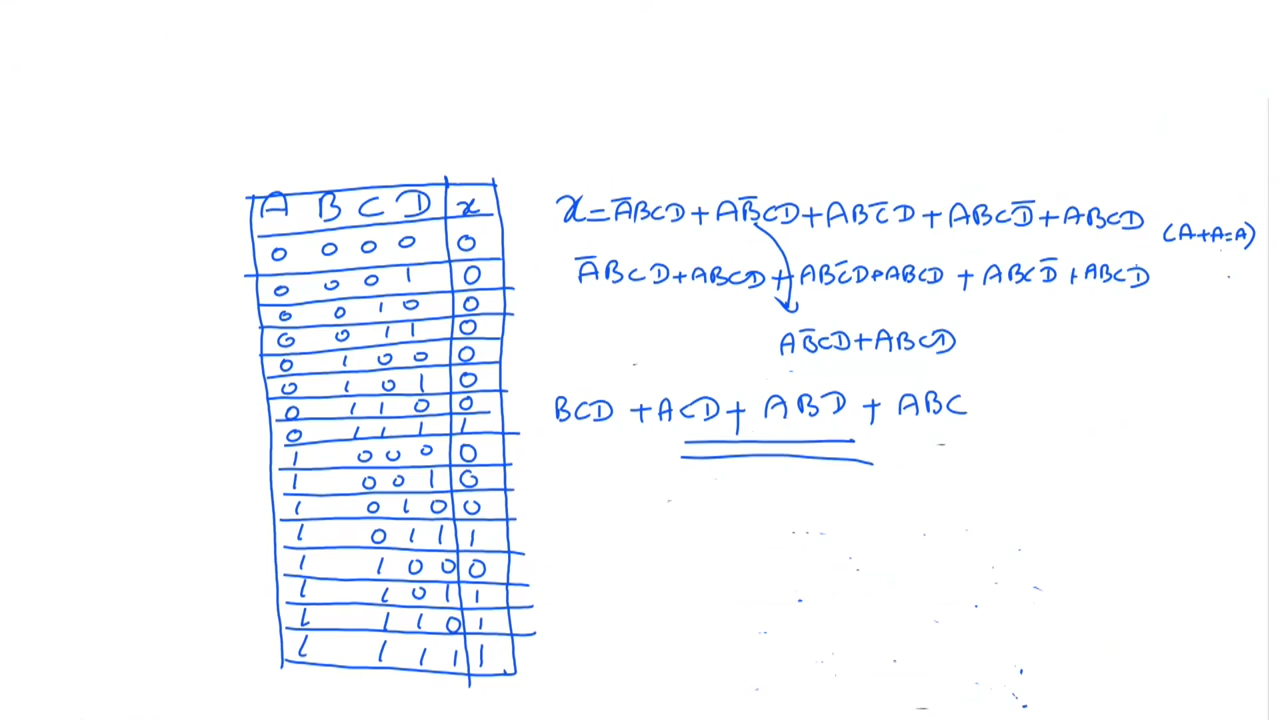 A B C D x
0 0 0 0 0
0 0 0 1 0
0 0 1 0 0
0 0 1 1 0
0 1 0 0 0
0 1 0 1 0
0 1 1 0 0
0 1 1 1 1
1 0 0 0 0
1 0 0 1 0
1 0 1 0 0
1 0 1 1 1
1 1 0 0 0
1 1 0 1 1
1 1 1 0 1
1 1 1 1 1
x = A̅BCD + AB̅CD + ABC̅D + ABCD̅ + ABCD (A+A=A)
A̅BCD + ABCD + ABC̅D + ABCD + ABCD̅ + ABCD
AB̅CD + ABCD
BCD + ACD + ABD + ABC